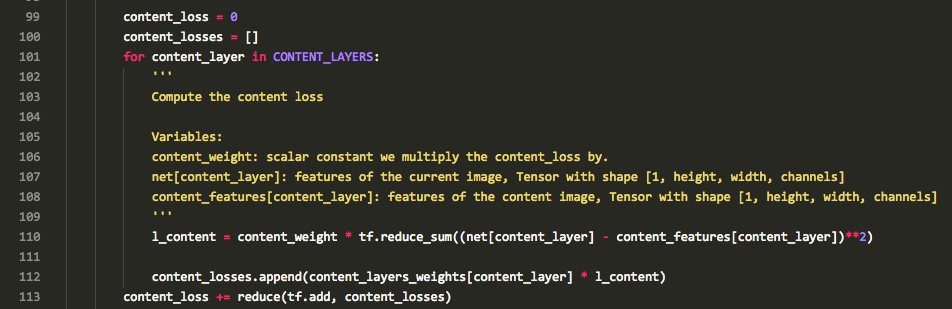 99 content_loss = 0
100 content_losses = []
101 for content_layer in CONTENT_LAYERS:
102 '''
103 Compute the content loss
104
105 Variables:
106 content_weight: scalar constant we multiply the content_loss by.
107 net[content_layer]: features of the current image, Tensor with shape [1, height, width, channels]
108 content_features[content_layer]: features of the content image, Tensor with shape [1, height, width, channels]
109 '''
110 l_content = content_weight * tf.reduce_sum((net[content_layer] - content_features[content_layer])**2)
111
112 content_losses.append(content_layers_weights[content_layer] * l_content)
113 content_loss += reduce(tf.add, content_losses)